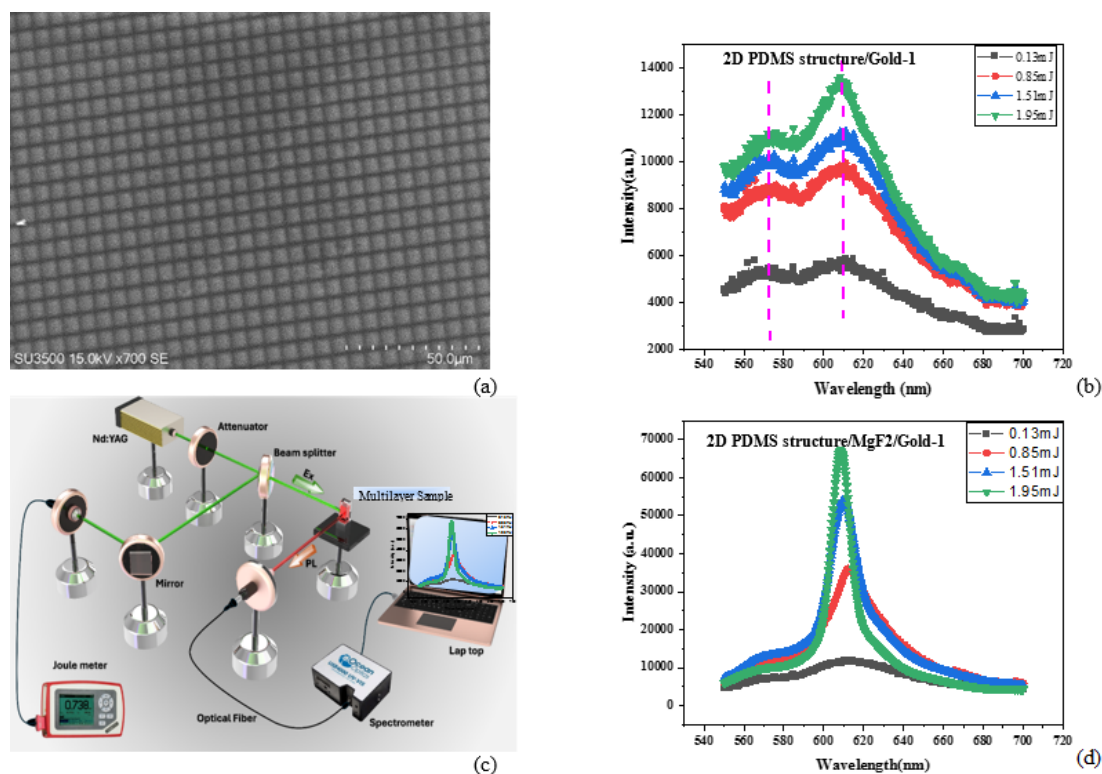 SU3500 15.0kV x700 SE
50.0μm
(a)
2D PDMS structure/Gold-1
0.13mJ
0.85mJ
1.51mJ
1.95mJ
14000
12000
10000
8000
6000
4000
2000
Intensity(a.u.)
540 560 580 600 620 640 660 680 700 720
Wavelength (nm)
(b)
Nd:YAG
Attenuator
Beam splitter
Ex
Multilayer Sample
PL
Mirror
Lap top
Joule meter
0.738
Ocean
Optics
Spectrometer
Optical Fiber
(c)
2D PDMS structure/MgF2/Gold-1
0.13mJ
0.85mJ
1.51mJ
1.95mJ
70000
60000
50000
40000
30000
20000
10000
0
Intensity (a.u.)
540 560 580 600 620 640 660 680 700 720
Wavelength(nm)
(d)